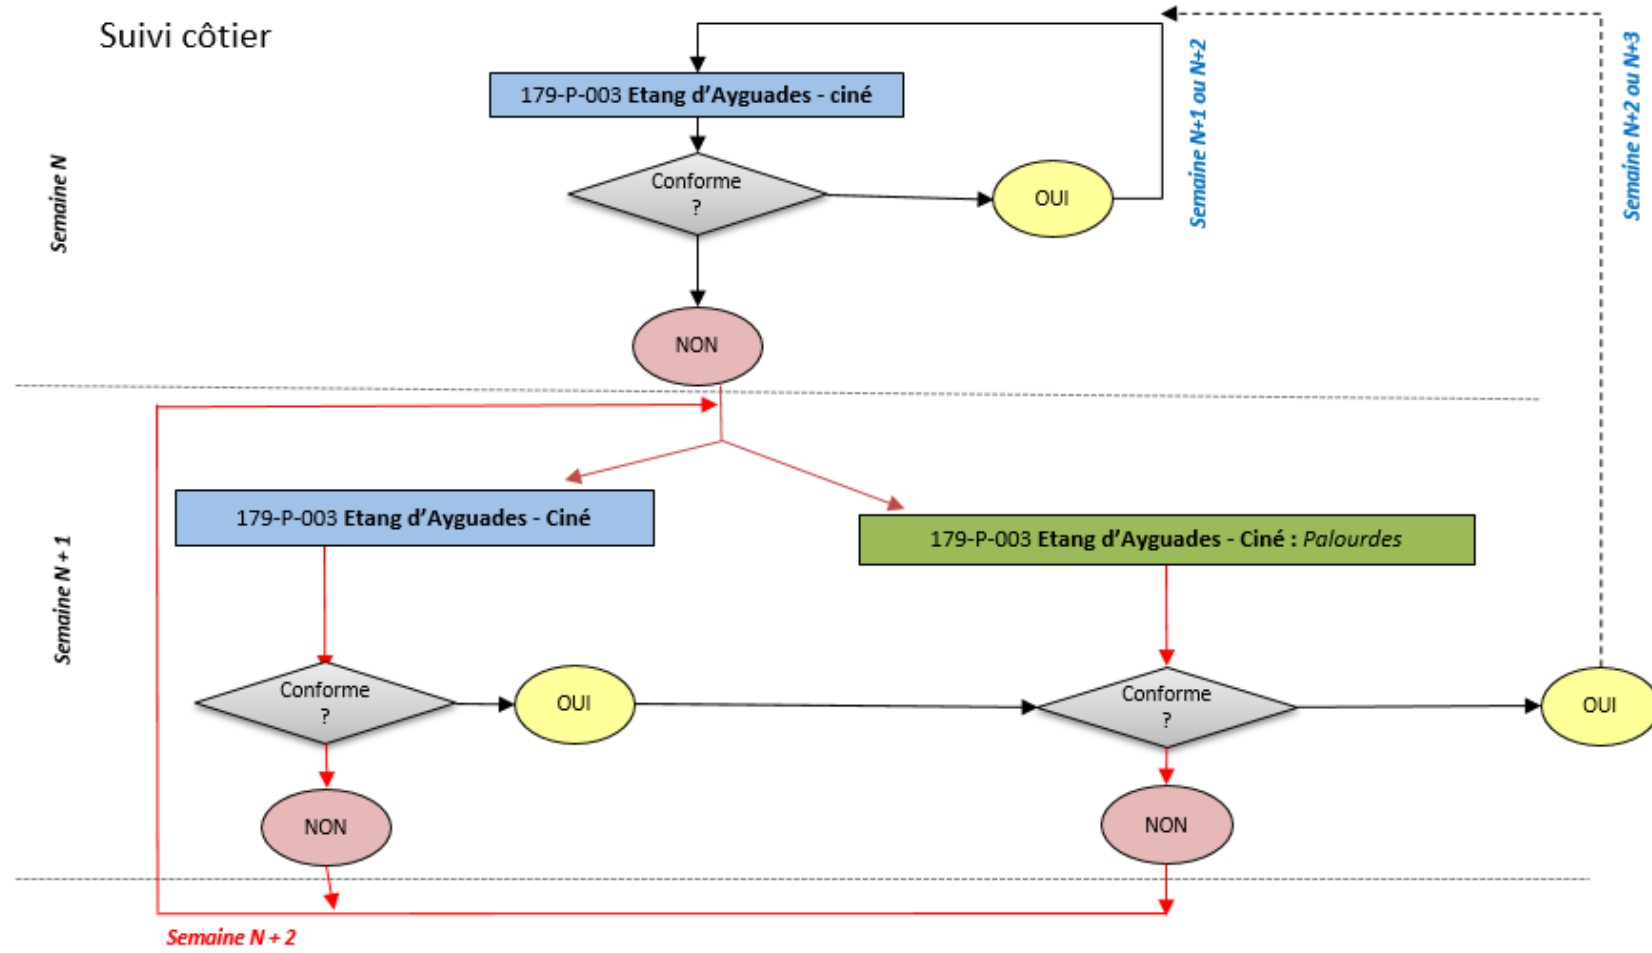 Suivi côtier
Semaine N+1 ou N+2
Semaine N+2 ou N+3
179-P-003 Etang d'Ayguades - ciné
Semaine N
Conforme
?
OUI
NON
179-P-003 Etang d'Ayguades - Ciné
179-P-003 Etang d'Ayguades - Ciné : Palourdes
Semaine N + 1
Conforme
?
OUI
Conforme
?
OUI
NON
NON
Semaine N + 2